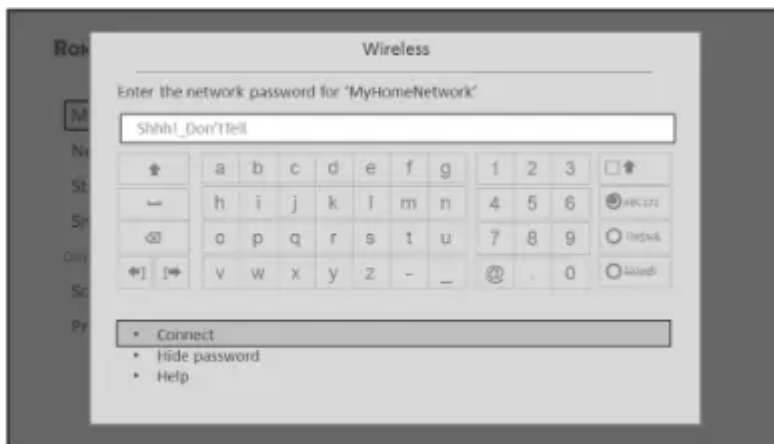 Wireless
Enter the network password for 'MyHomeNetwork'
Shhh!_Don'tTell
a b c d e f g 1 2 3
h i j k l m n 4 5 6
o p q r s t u 7 8 9
v w x y z - _ @ . 0
• Connect
• Hide password
• Help